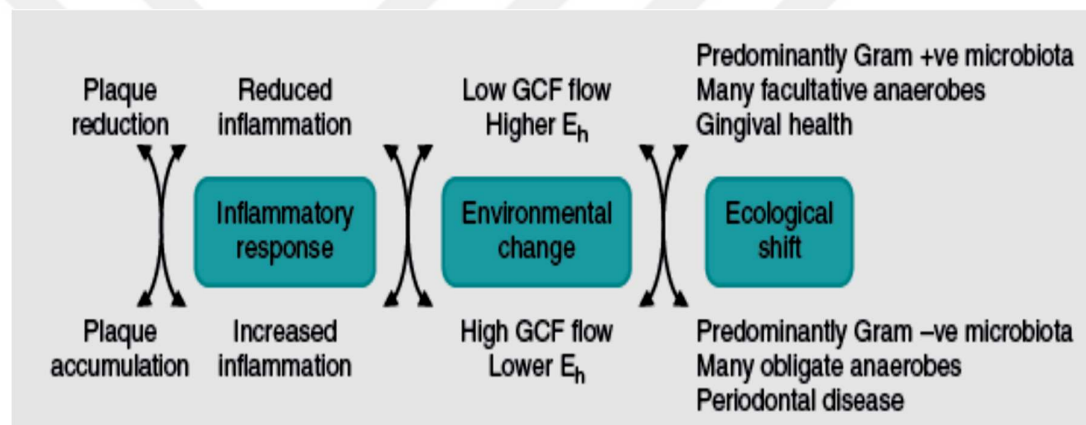 Plaque
reduction
Reduced
inflammation
Low GCF flow
Higher Eh
Predominantly Gram +ve microbiota
Many facultative anaerobes
Gingival health
Inflammatory
response
Environmental
change
Ecological
shift
Plaque
accumulation
Increased
inflammation
High GCF flow
Lower Eh
Predominantly Gram –ve microbiota
Many obligate anaerobes
Periodontal disease